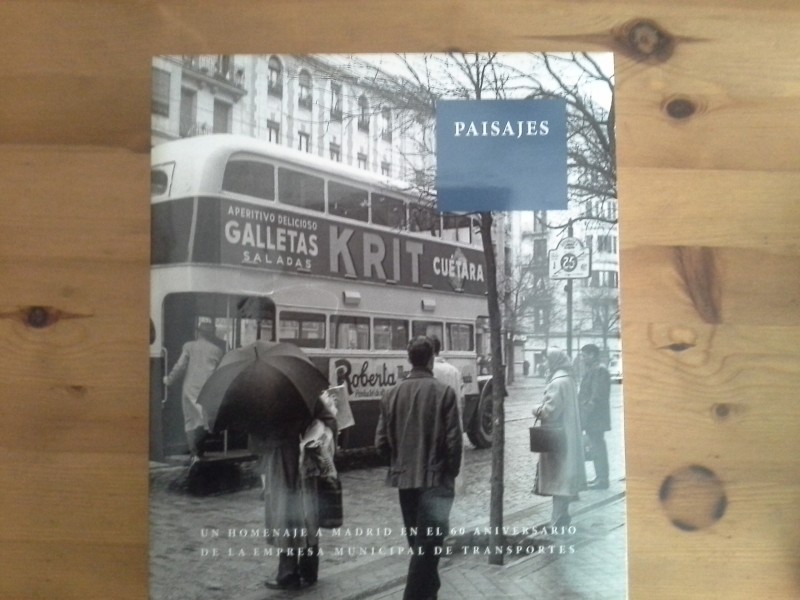 PAISAJES
APERITIVO DELICIOSO
GALLETAS
SALADAS
KRIT
CUÉTARA
25
Roberta
UN HOMENAJE A MADRID EN EL 60 ANIVERSARIO
DE LA EMPRESA MUNICIPAL DE TRANSPORTES